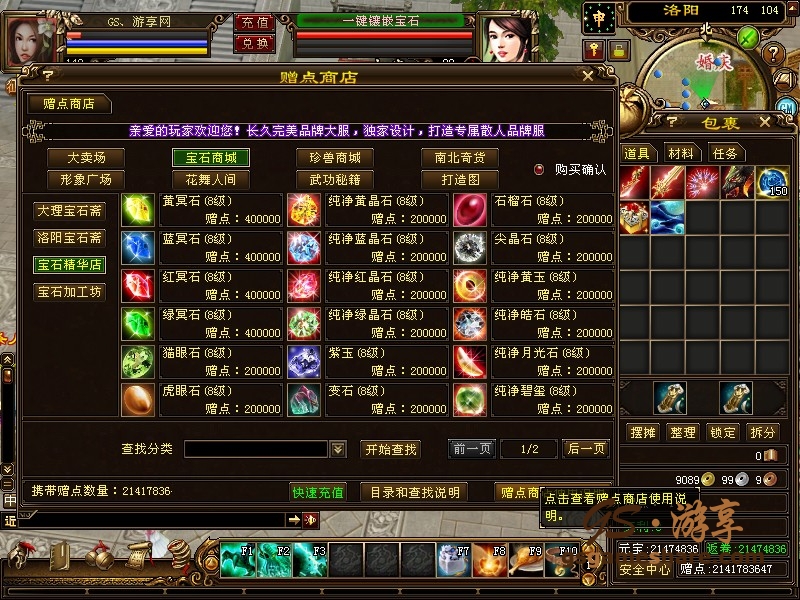 GS、游享网
充值
兑换
一键镶嵌宝石
申
洛阳 174 104
北
?
GM
? 赠点商店 ×
赠点商店
亲爱的玩家欢迎您！长久完美品牌大服，独家设计，打造专属散人品牌服
大卖场 宝石商城 珍兽商城 南北奇货
形象广场 花舞人间 武功秘籍 打造图
购买确认
大理宝石斋
洛阳宝石斋
宝石精华店
宝石加工坊
黄冥石(8级) 赠点：400000
纯净黄晶石(8级) 赠点：200000
石榴石(8级) 赠点：200000
蓝冥石(8级) 赠点：400000
纯净蓝晶石(8级) 赠点：200000
尖晶石(8级) 赠点：200000
红冥石(8级) 赠点：400000
纯净红晶石(8级) 赠点：200000
纯净黄玉(8级) 赠点：200000
绿冥石(8级) 赠点：400000
纯净绿晶石(8级) 赠点：200000
纯净皓石(8级) 赠点：200000
猫眼石(8级) 赠点：200000
紫玉(8级) 赠点：200000
纯净月光石(8级) 赠点：200000
虎眼石(8级) 赠点：200000
变石(8级) 赠点：200000
纯净碧玺(8级) 赠点：200000
查找分类 开始查找 前一页 1/2 后一页
携带赠点数量：21417836
快速充值 目录和查找说明 赠点商
点击查看赠点商店使用说明。
? 包裹 ×
道具 材料 任务
150
摆摊 整理 锁定 拆分
0
9089 99 9
元宝:21474836 返券:21474836
安全中心 赠点:2141783647
GS·游享
近
F1 F2 F3 F7 F8 F9 F10